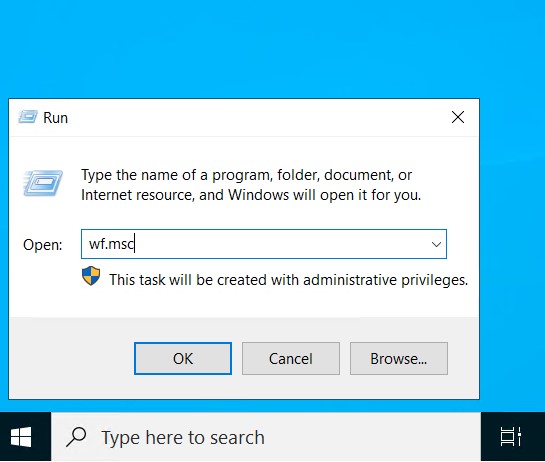 Run
Type the name of a program, folder, document, or
Internet resource, and Windows will open it for you.
Open: wf.msc
This task will be created with administrative privileges.
OK Cancel Browse...
Type here to search